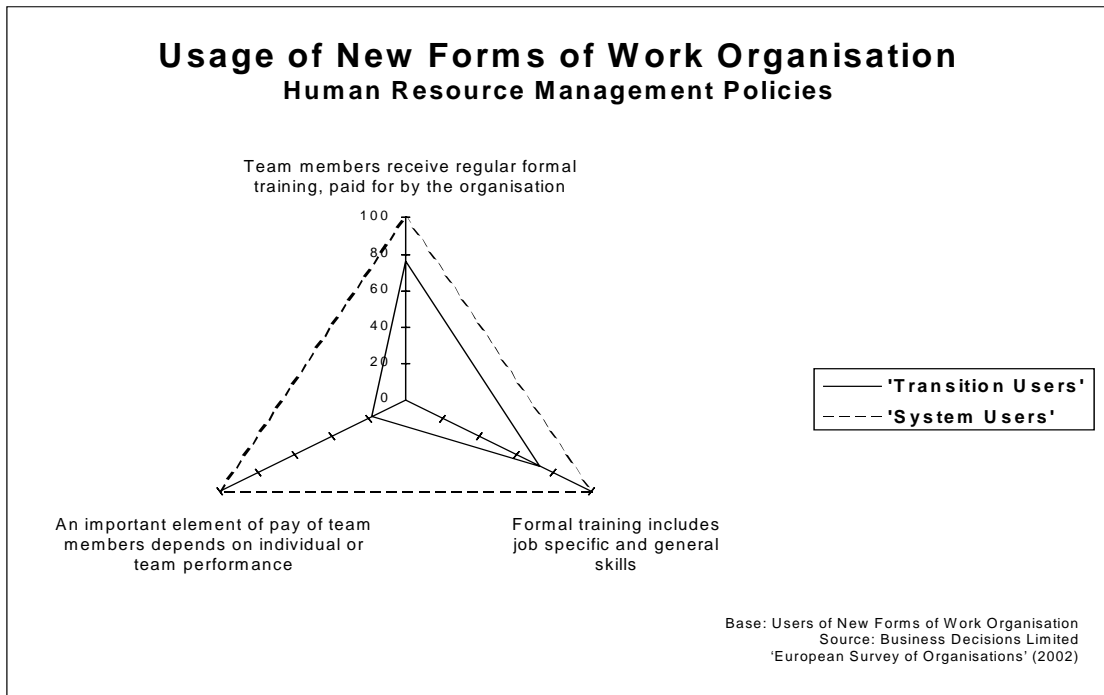 Usage of New Forms of Work Organisation
Human Resource Management Policies
Team members receive regular formal
training, paid for by the organisation
100
80
60
40
20
0
'Transition Users'
'System Users'
An important element of pay of team
members depends on individual or
team performance
Formal training includes
job specific and general
skills
Base: Users of New Forms of Work Organisation
Source: Business Decisions Limited
‘European Survey of Organisations’ (2002)